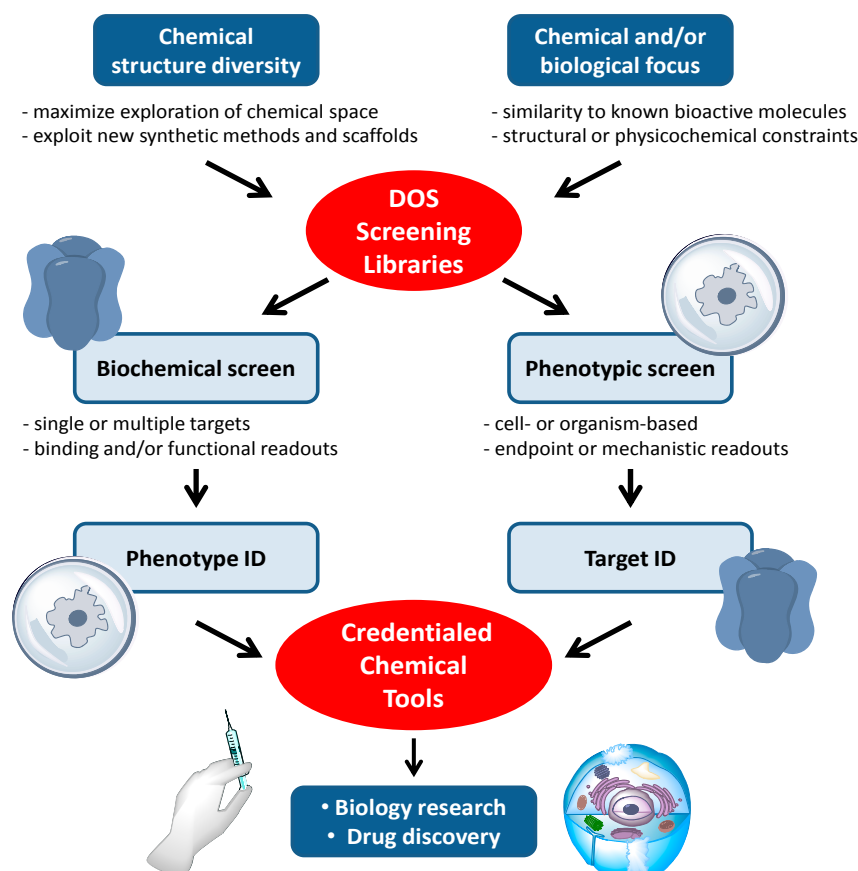 Chemical
structure diversity
Chemical and/or
biological focus
- maximize exploration of chemical space
- exploit new synthetic methods and scaffolds
- similarity to known bioactive molecules
- structural or physicochemical constraints
DOS
Screening
Libraries
Biochemical screen
Phenotypic screen
- single or multiple targets
- binding and/or functional readouts
- cell- or organism-based
- endpoint or mechanistic readouts
Phenotype ID
Target ID
Credentialed
Chemical
Tools
• Biology research
• Drug discovery